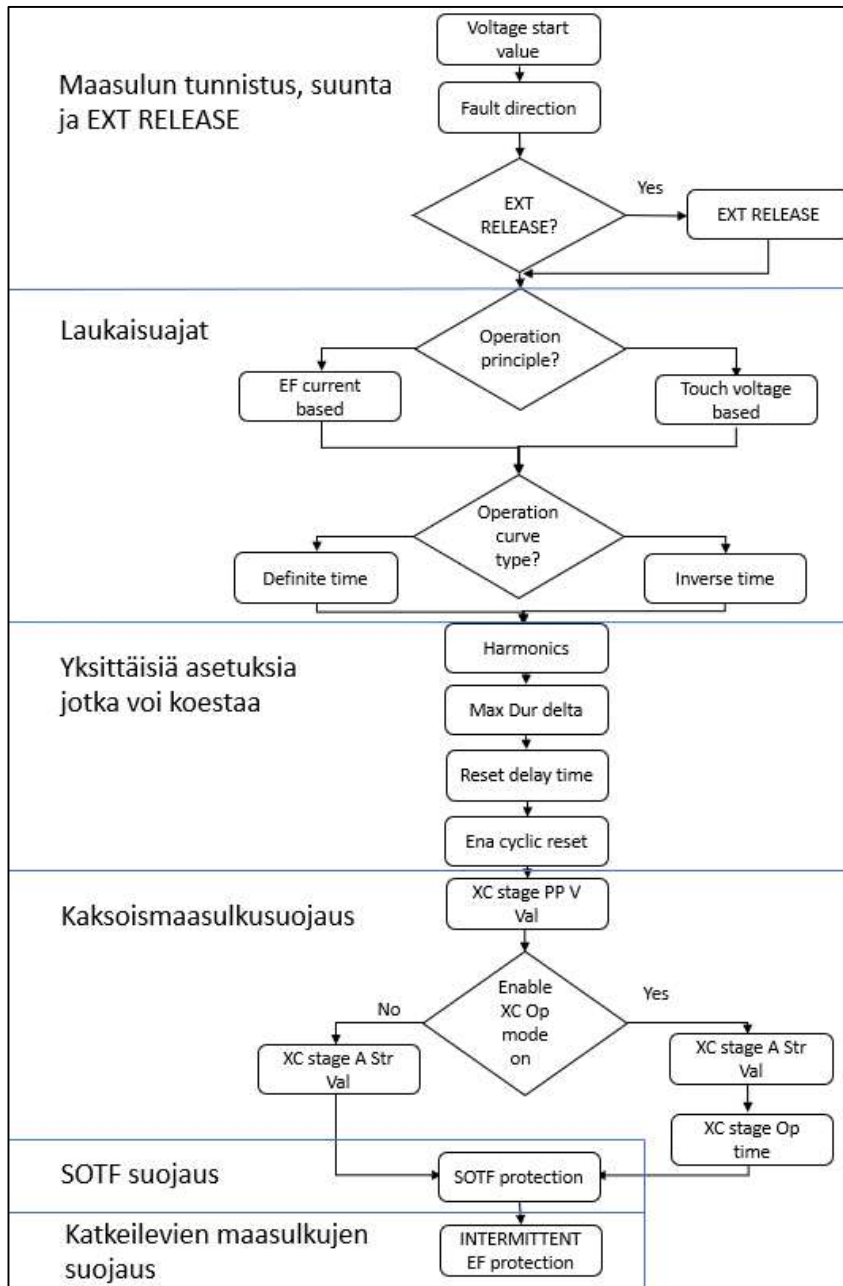 Maasulun tunnistus, suunta
ja EXT RELEASE
Voltage start
value
Fault direction
EXT
RELEASE?
Yes
EXT RELEASE
Laukaisuajat
Operation
principle?
EF current
based
Touch voltage
based
Operation
curve
type?
Definite time
Inverse time
Yksittäisiä asetuksia
jotka voi koestaa
Harmonics
Max Dur delta
Reset delay time
Ena cyclic reset
Kaksoismaasulkusuojaus
XC stage PP V
Val
Enable
XC Op
mode
on
No
Yes
XC stage A Str
Val
XC stage A Str
Val
XC stage Op
time
SOTF suojaus
SOTF protection
Katkeilevien maasulkujen
suojaus
INTERMITTENT
EF protection